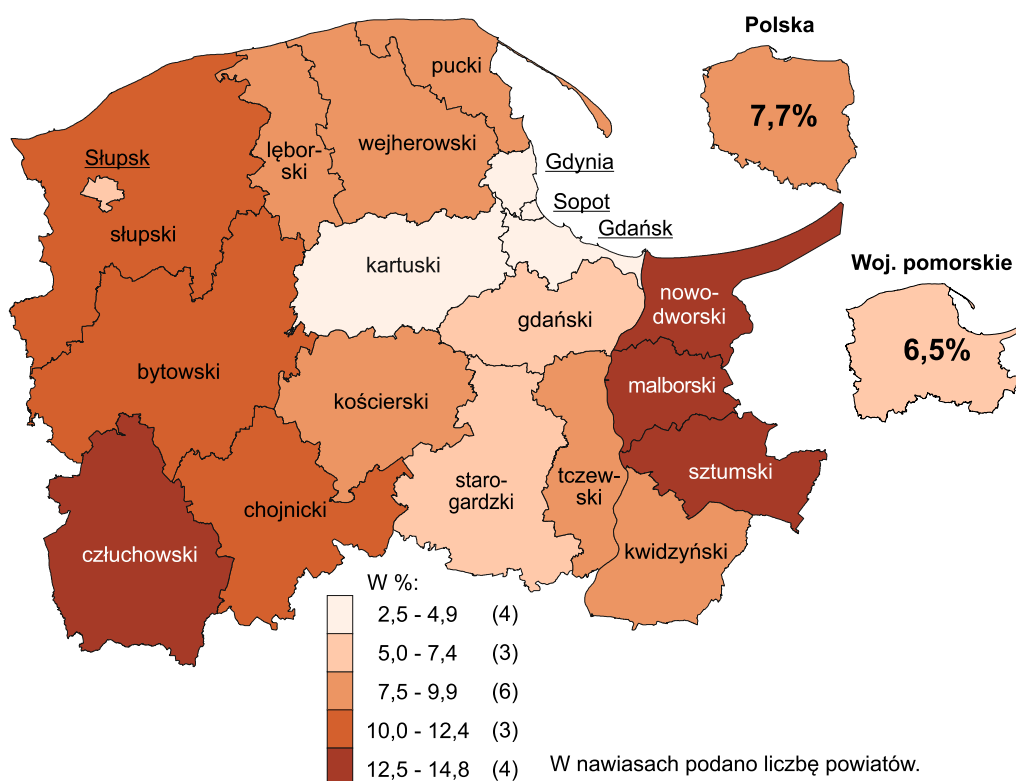 Polska
7,7%
pucki
wejherowski
lębor-
ski
Gdynia
Słupsk
Sopot
Gdańsk
słupski
kartuski
Woj. pomorskie
6,5%
nowo-
dworski
gdański
bytowski
malborski
kościerski
sztumski
staro-
gardzki
tczew-
ski
chojnicki
człuchowski
kwidzyński
W %:
2,5 - 4,9 (4)
5,0 - 7,4 (3)
7,5 - 9,9 (6)
10,0 - 12,4 (3)
12,5 - 14,8 (4)
W nawiasach podano liczbę powiatów.